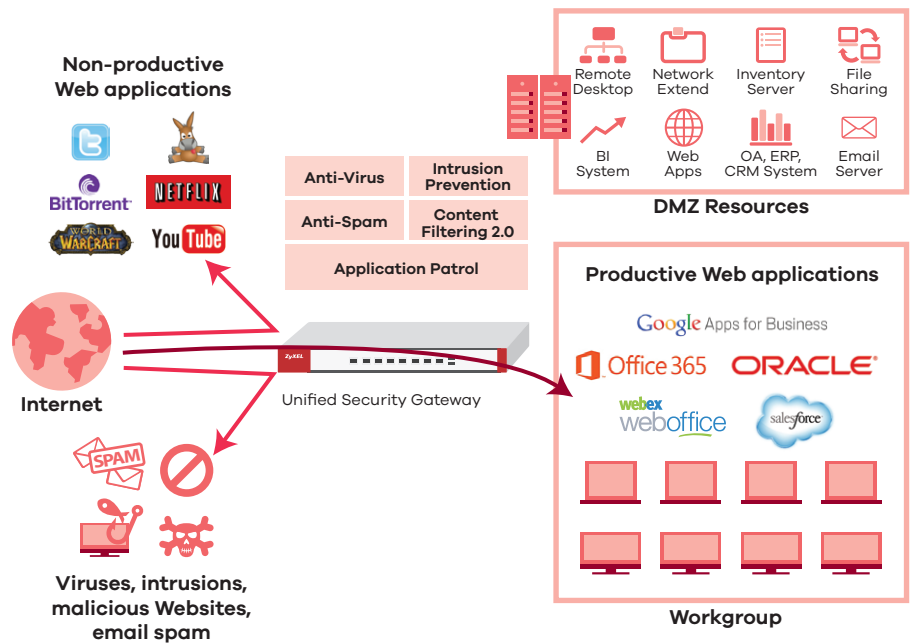 Non-productive
Web applications
BitTorrent
NETFLIX
WORLD
WARCRAFT
YouTube
Internet
SPAM
Viruses, intrusions,
malicious Websites,
email spam
Anti-Virus
Intrusion
Prevention
Anti-Spam
Content
Filtering 2.0
Application Patrol
ZyXEL
Unified Security Gateway
Remote
Desktop
Network
Extend
Inventory
Server
File
Sharing
BI
System
Web
Apps
OA, ERP,
CRM System
Email
Server
DMZ Resources
Productive Web applications
Google Apps for Business
Office 365
ORACLE®
webex
weboffice
salesforce
Workgroup